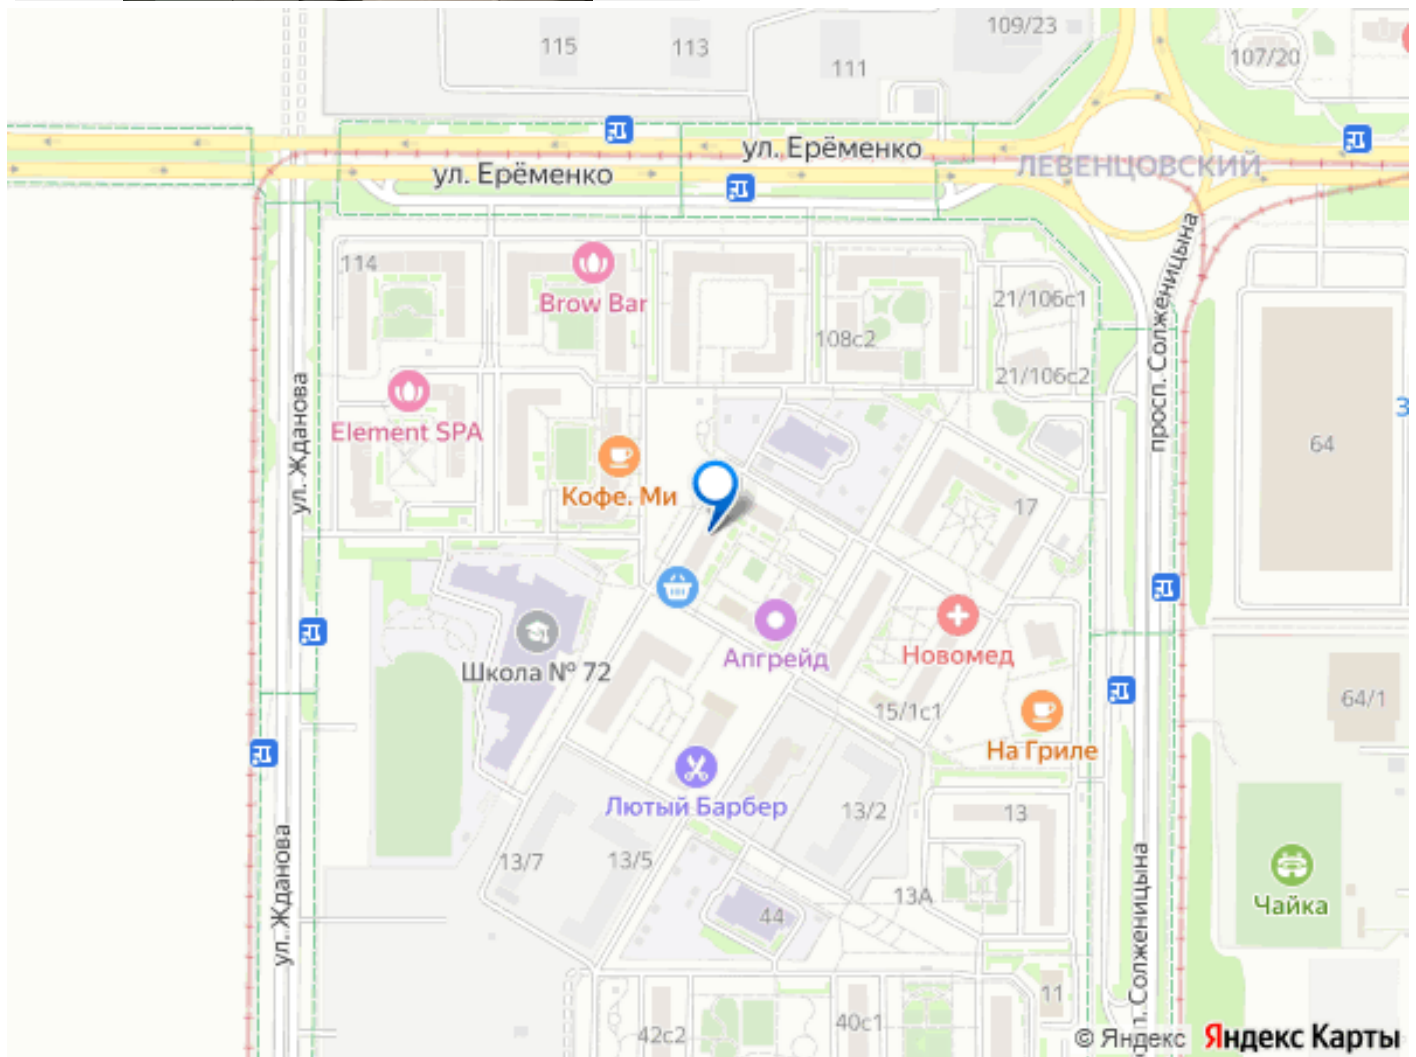 109/23
115
113
111
107/20
ул. Ерёменко
ул. Ерёменко
ЛЕВЕНЦОВСКИЙ
просп. Солженицына
114
Brow Bar
21/106с1
108с2
21/106с2
ул. Жданова
Element SPA
64
З
Кофе. Ми
17
Школа № 72
Апгрейд
Новомед
64/1
15/1с1
На Гриле
Лютый Барбер
13/2
13
13/7
13/5
13А
ул. Жданова
Чайка
44
п. Солженицына
11
42с2
40с1
© Яндекс Яндекс Карты